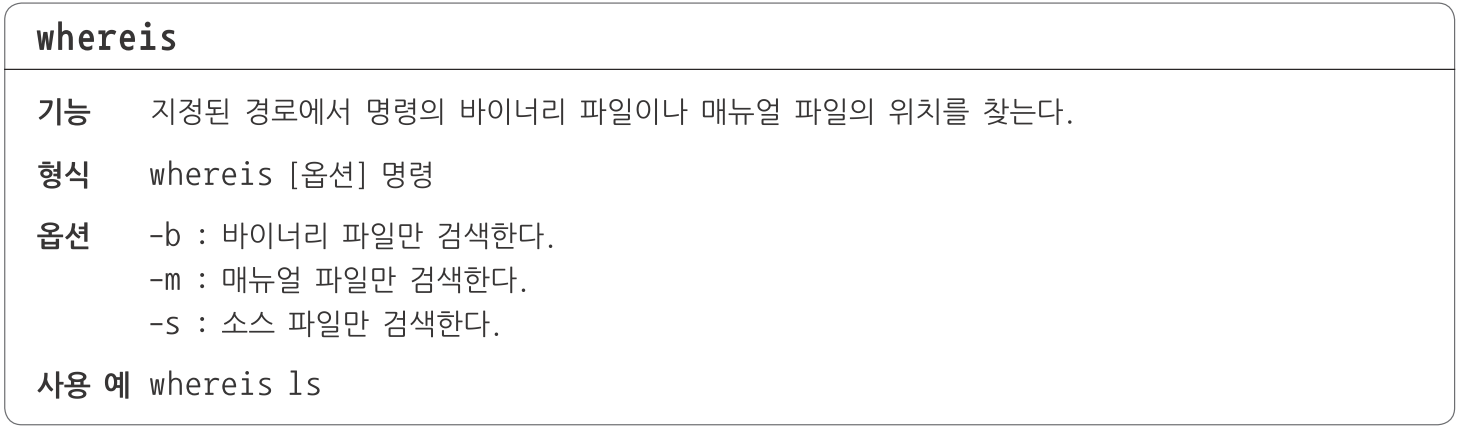 whereis
기능 지정된 경로에서 명령의 바이너리 파일이나 매뉴얼 파일의 위치를 찾는다.
형식 whereis [옵션] 명령
옵션 -b : 바이너리 파일만 검색한다.
-m : 매뉴얼 파일만 검색한다.
-s : 소스 파일만 검색한다.
사용 예 whereis ls